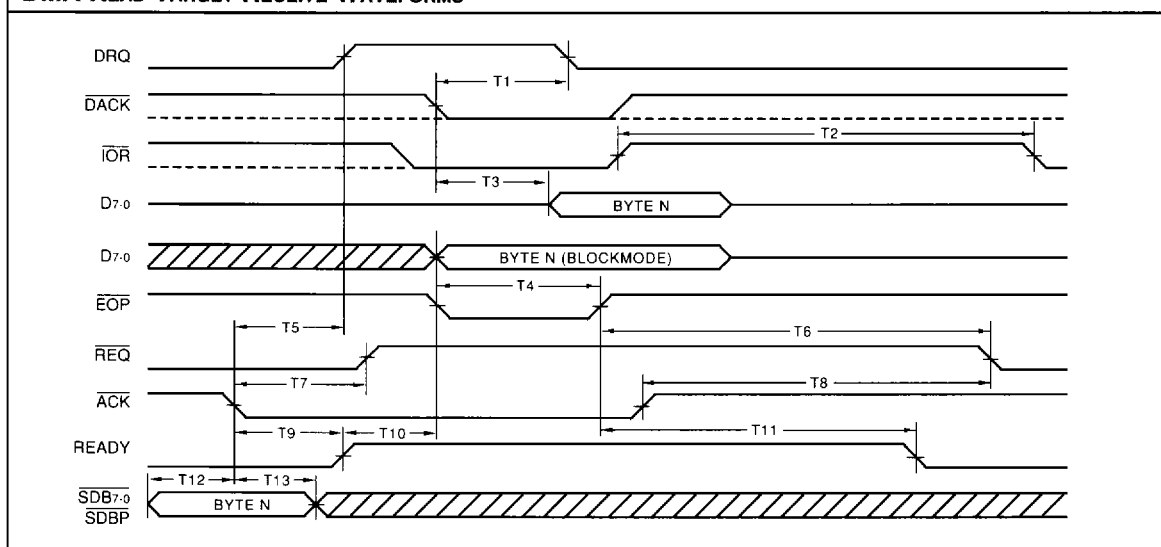 DMA READ TARGET RECEIVE WAVEFORMS
DRQ
T1
DACK
T2
IOR
T3
D7-0
BYTE N
D7-0
BYTE N (BLOCKMODE)
T4
EOP
T5
T6
REQ
T7
T8
ACK
T9
T10
T11
READY
T12
T13
SDB7-0
BYTE N
SDBP